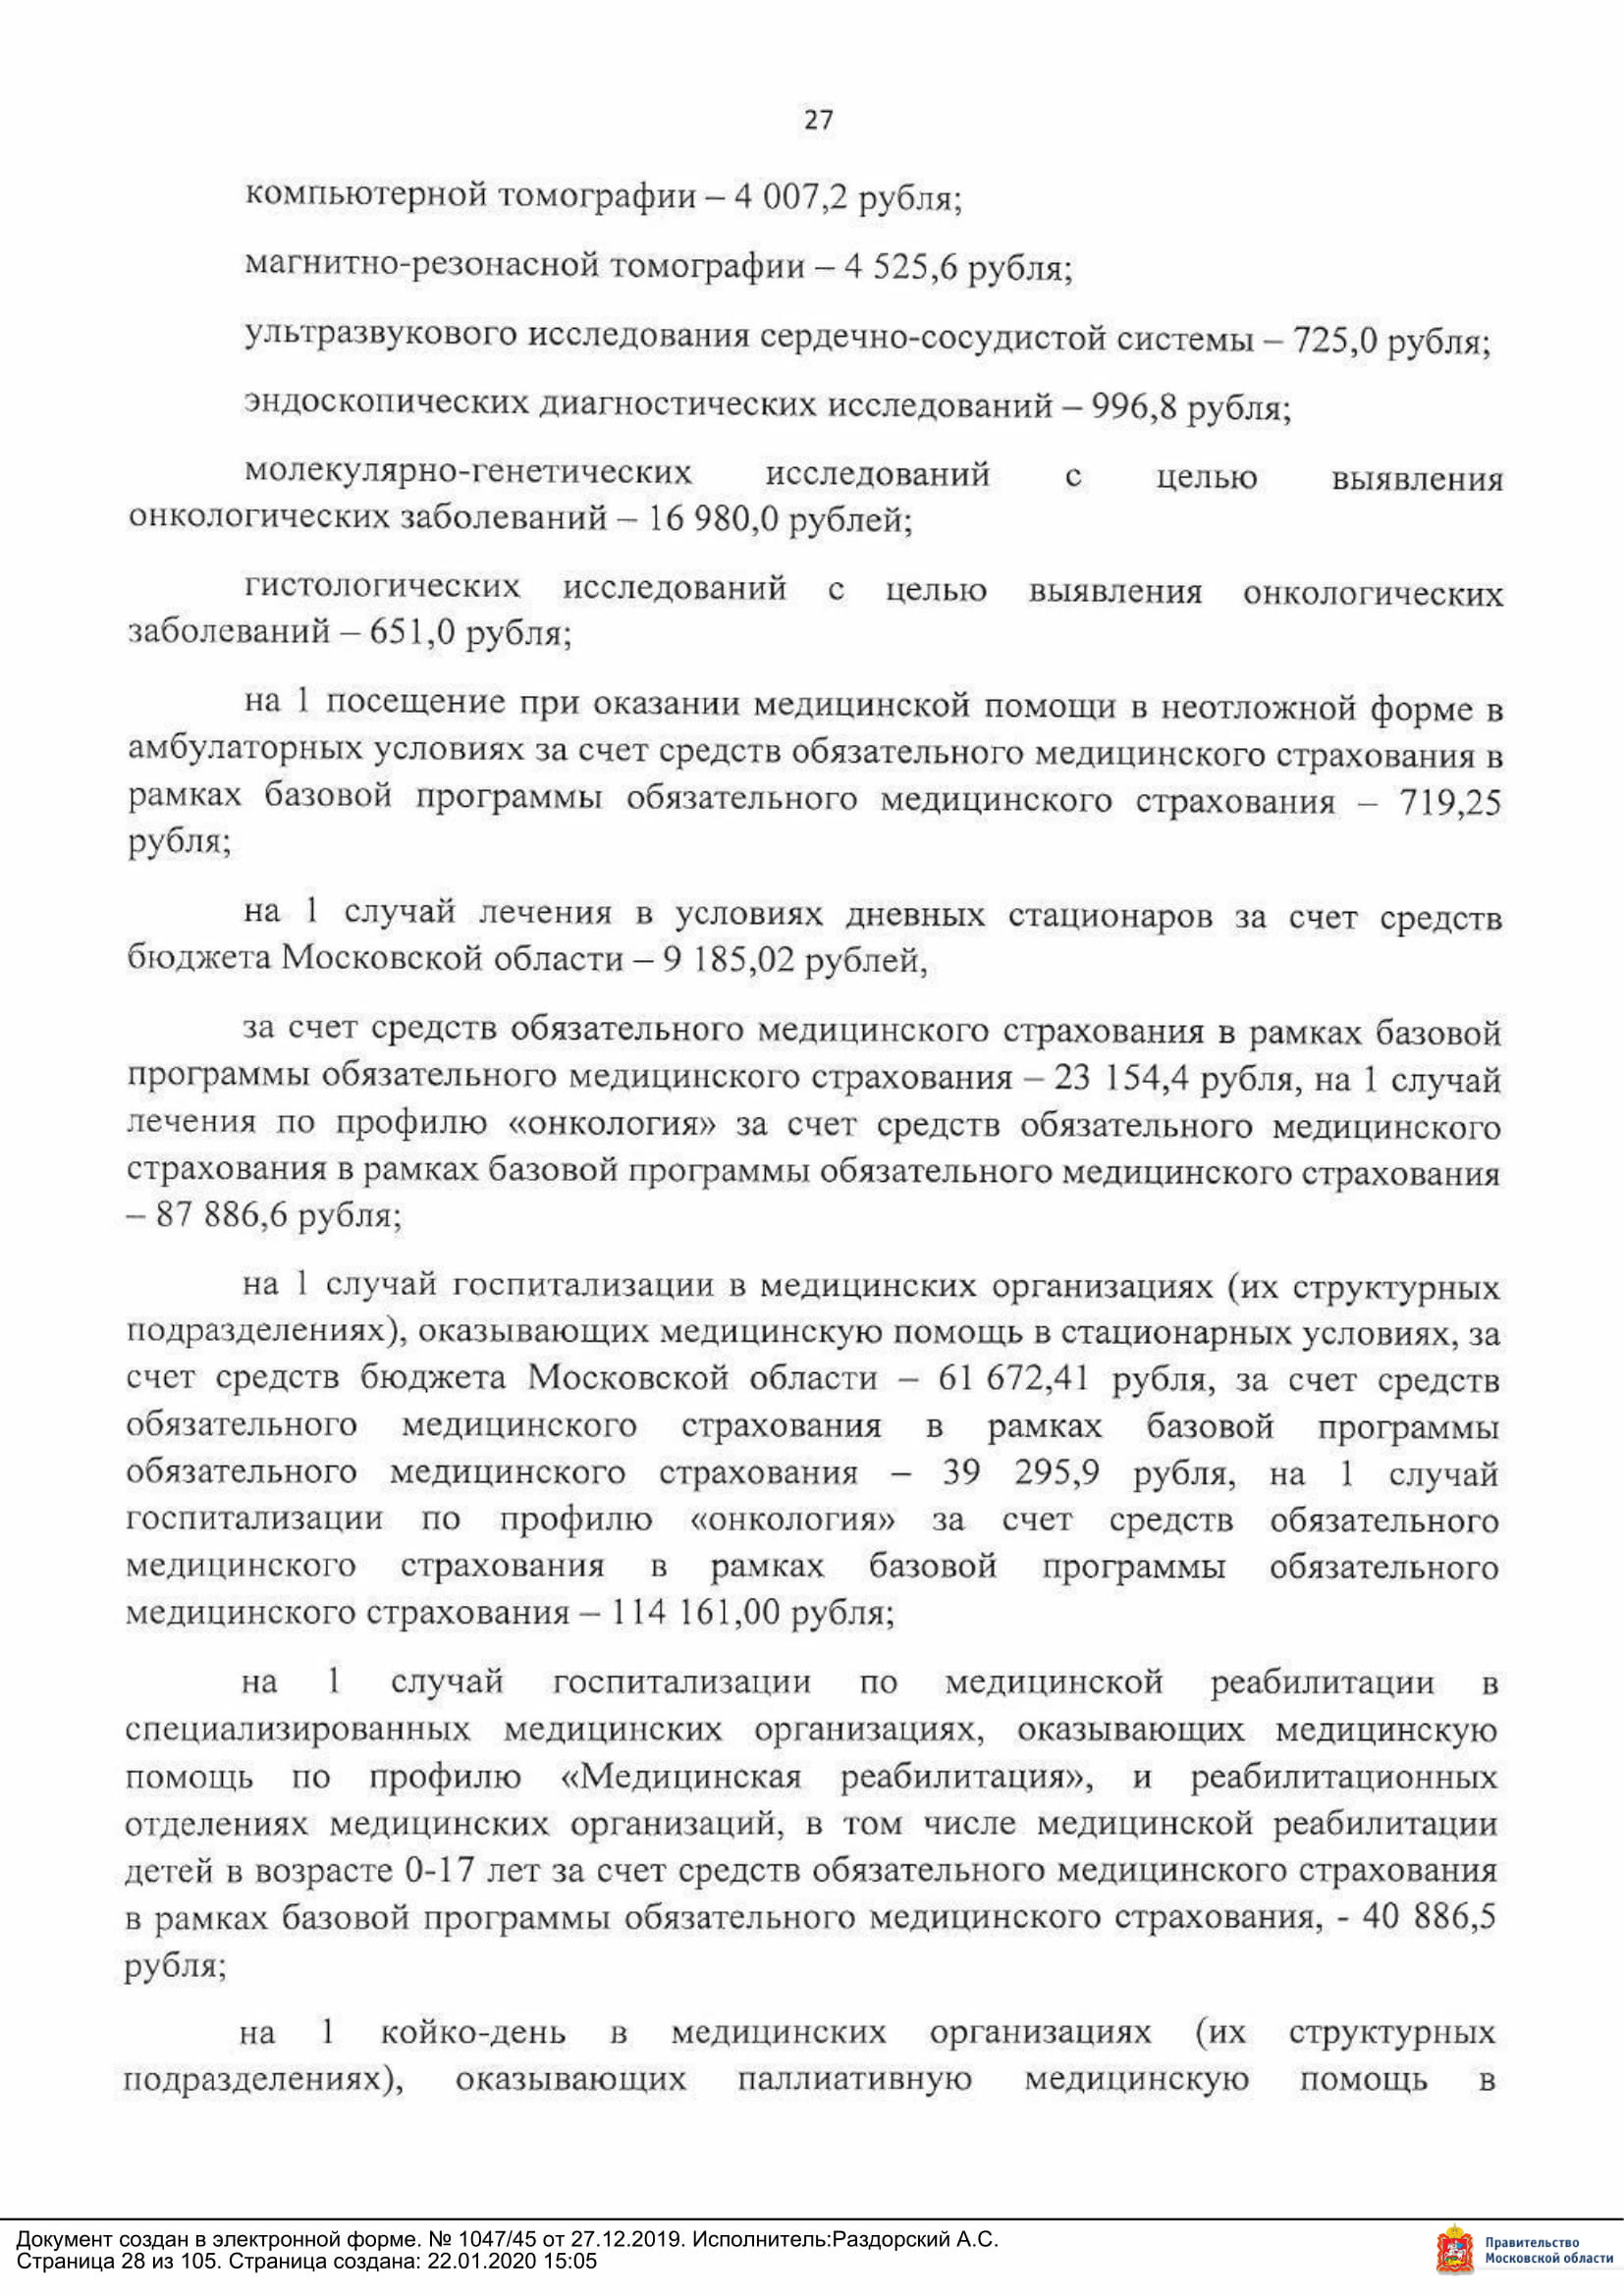 27
компьютерной томографии – 4 007,2 рубля;
магнитно-резонасной томографии – 4 525,6 рубля;
ультразвукового исследования сердечно-сосудистой системы – 725,0 рубля;
эндоскопических диагностических исследований – 996,8 рубля;
молекулярно-генетических исследований с целью выявления
онкологических заболеваний – 16 980,0 рублей;
гистологических исследований с целью выявления онкологических
заболеваний – 651,0 рубля;
на 1 посещение при оказании медицинской помощи в неотложной форме в
амбулаторных условиях за счет средств обязательного медицинского страхования в
рамках базовой программы обязательного медицинского страхования – 719,25
рубля;
на 1 случай лечения в условиях дневных стационаров за счет средств
бюджета Московской области – 9 185,02 рублей,
за счет средств обязательного медицинского страхования в рамках базовой
программы обязательного медицинского страхования – 23 154,4 рубля, на 1 случай
лечения по профилю «онкология» за счет средств обязательного медицинского
страхования в рамках базовой программы обязательного медицинского страхования
– 87 886,6 рубля;
на 1 случай госпитализации в медицинских организациях (их структурных
подразделениях), оказывающих медицинскую помощь в стационарных условиях, за
счет средств бюджета Московской области – 61 672,41 рубля, за счет средств
обязательного медицинского страхования в рамках базовой программы
обязательного медицинского страхования – 39 295,9 рубля, на 1 случай
госпитализации по профилю «онкология» за счет средств обязательного
медицинского страхования в рамках базовой программы обязательного
медицинского страхования – 114 161,00 рубля;
на 1 случай госпитализации по медицинской реабилитации в
специализированных медицинских организациях, оказывающих медицинскую
помощь по профилю «Медицинская реабилитация», и реабилитационных
отделениях медицинских организаций, в том числе медицинской реабилитации
детей в возрасте 0-17 лет за счет средств обязательного медицинского страхования
в рамках базовой программы обязательного медицинского страхования, - 40 886,5
рубля;
на 1 койко-день в медицинских организациях (их структурных
подразделениях), оказывающих паллиативную медицинскую помощь в
Документ создан в электронной форме. № 1047/45 от 27.12.2019. Исполнитель:Раздорский А.С.
Страница 28 из 105. Страница создана: 22.01.2020 15:05
Правительство
Московской области